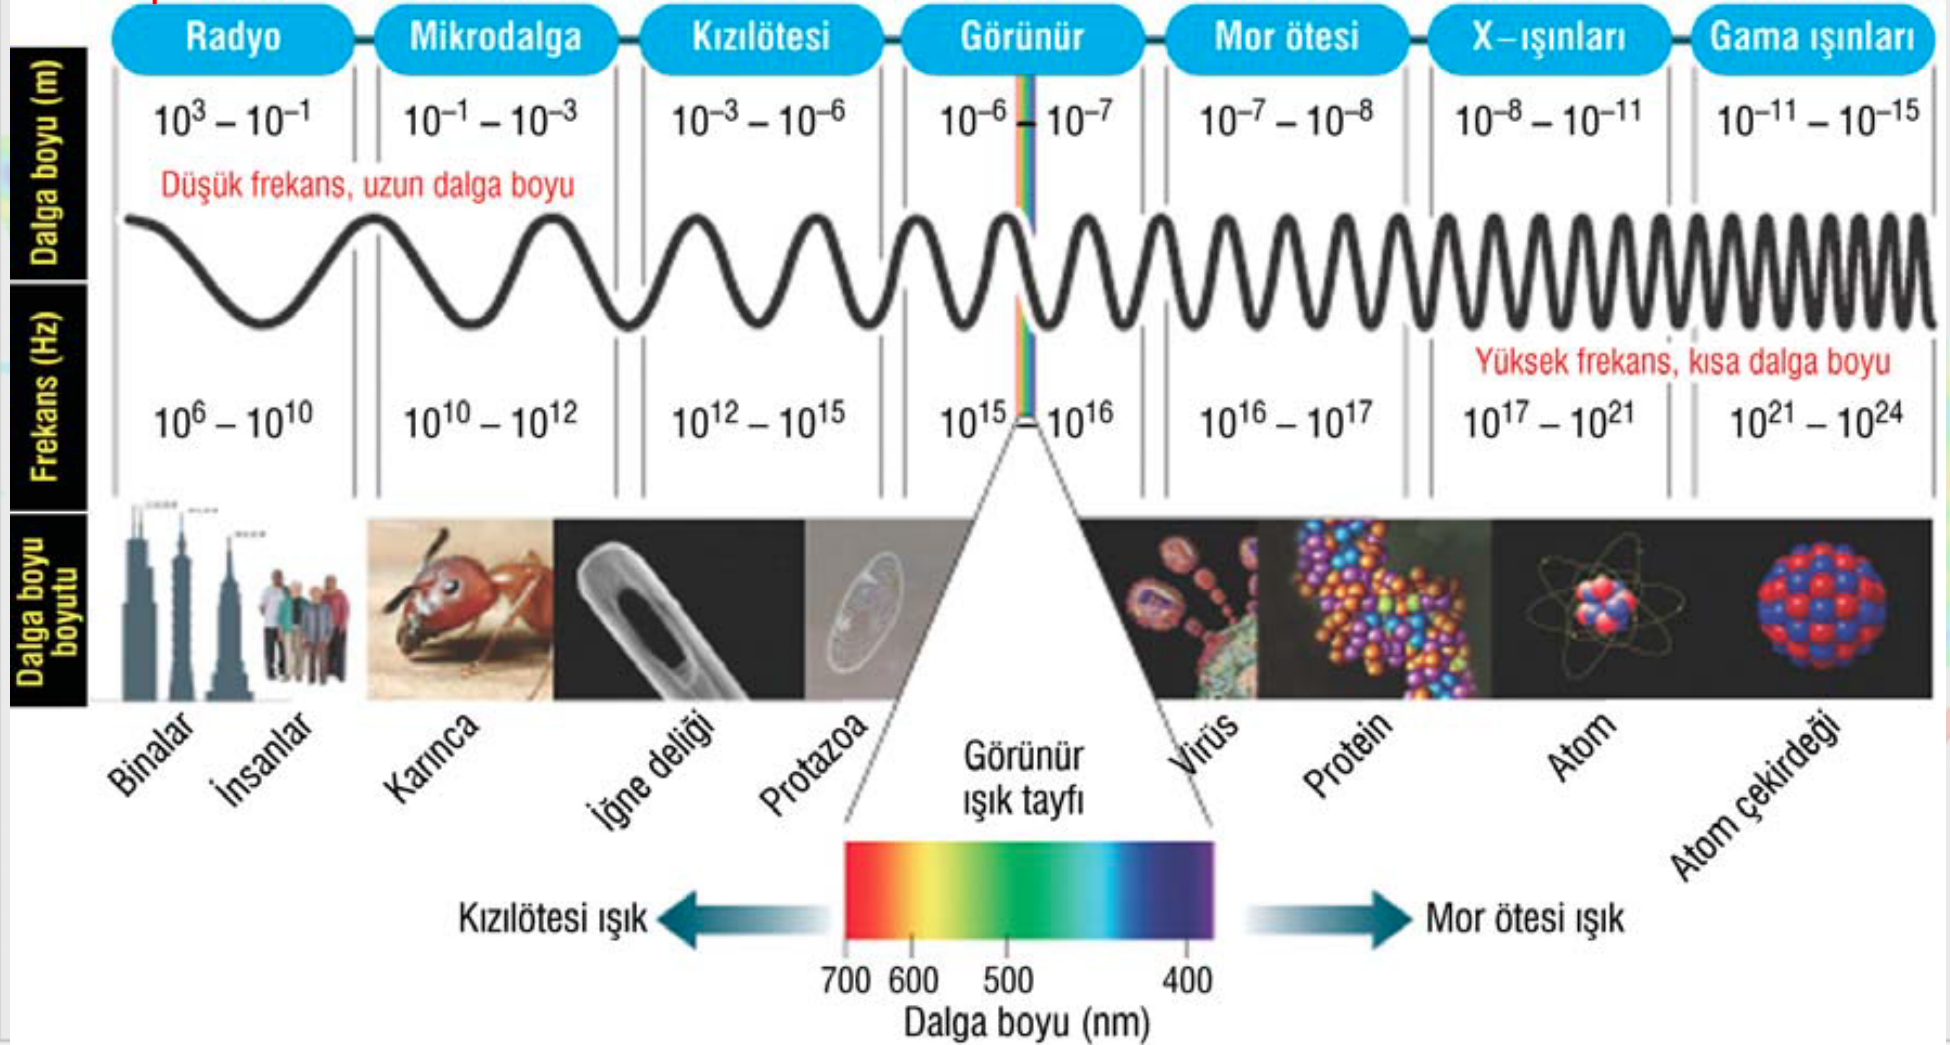 Radyo
Mikrodalga
Kızılötesi
Görünür
Mor ötesi
X–ışınları
Gama ışınları
Dalga boyu (m)
10³ – 10⁻¹
10⁻¹ – 10⁻³
10⁻³ – 10⁻⁶
10⁻⁶ – 10⁻⁷
10⁻⁷ – 10⁻⁸
10⁻⁸ – 10⁻¹¹
10⁻¹¹ – 10⁻¹⁵
Düşük frekans, uzun dalga boyu
Yüksek frekans, kısa dalga boyu
Frekans (Hz)
10⁶ – 10¹⁰
10¹⁰ – 10¹²
10¹² – 10¹⁵
10¹⁵ – 10¹⁶
10¹⁶ – 10¹⁷
10¹⁷ – 10²¹
10²¹ – 10²⁴
Dalga boyu
boyutu
Binalar
İnsanlar
Karınca
İğne deliği
Protazoa
Virüs
Protein
Atom
Atom çekirdeği
Görünür
ışık tayfı
Kızılötesi ışık
Mor ötesi ışık
700 600 500 400
Dalga boyu (nm)